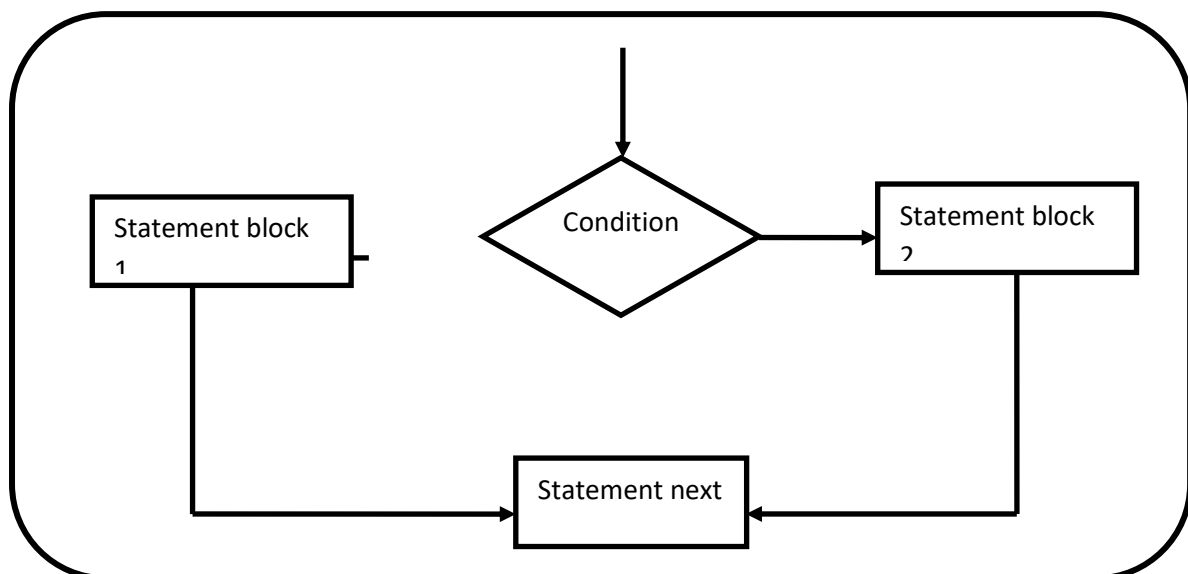 Statement block
1
Condition
Statement block
2
Statement next